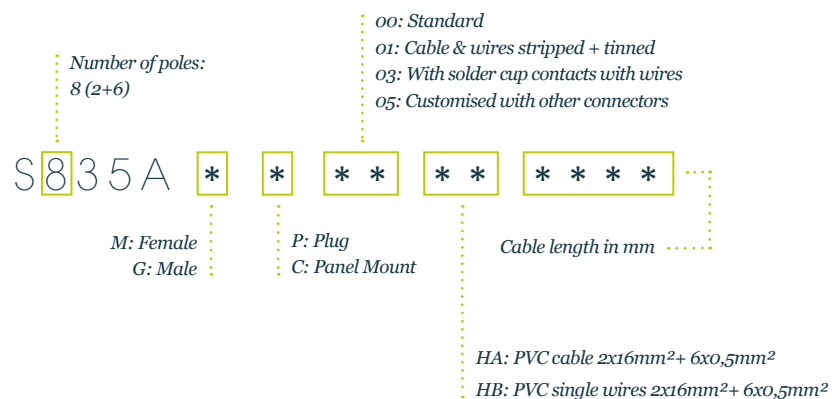 00: Standard
01: Cable & wires stripped + tinned
03: With solder cup contacts with wires
05: Customised with other connectors
Number of poles:
8 (2+6)
S835A * * ** ** ****
M: Female
G: Male
P: Plug
C: Panel Mount
Cable length in mm
HA: PVC cable 2x16mm²+ 6x0,5mm²
HB: PVC single wires 2x16mm²+ 6x0,5mm²